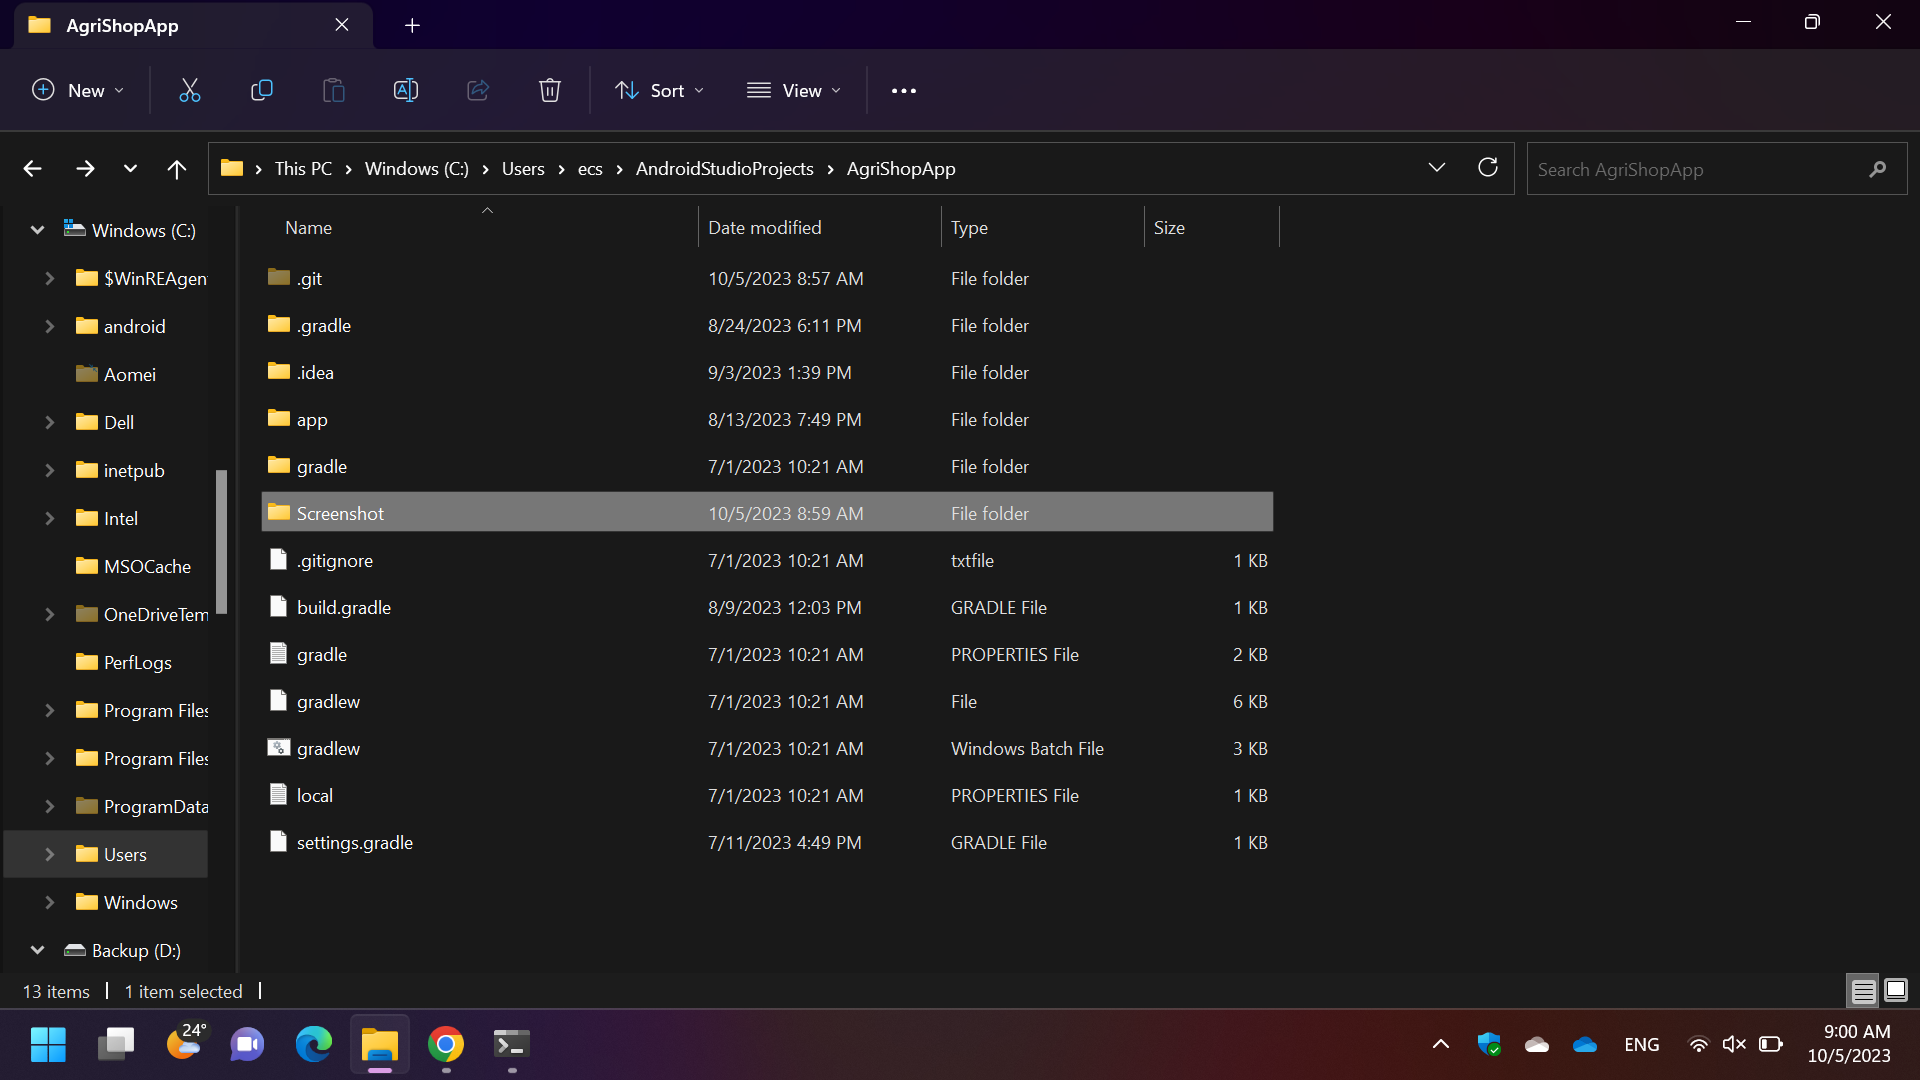 AgriShopApp
New
Sort
View
This PC > Windows (C:) > Users > ecs > AndroidStudioProjects > AgriShopApp
Search AgriShopApp
Windows (C:)
$WinREAgen
android
Aomei
Dell
inetpub
Intel
MSOCache
OneDriveTem
PerfLogs
Program Files
Program Files
ProgramData
Users
Windows
Backup (D:)
Name Date modified Type Size
.git 10/5/2023 8:57 AM File folder
.gradle 8/24/2023 6:11 PM File folder
.idea 9/3/2023 1:39 PM File folder
app 8/13/2023 7:49 PM File folder
gradle 7/1/2023 10:21 AM File folder
Screenshot 10/5/2023 8:59 AM File folder
.gitignore 7/1/2023 10:21 AM txtfile 1 KB
build.gradle 8/9/2023 12:03 PM GRADLE File 1 KB
gradle 7/1/2023 10:21 AM PROPERTIES File 2 KB
gradlew 7/1/2023 10:21 AM File 6 KB
gradlew 7/1/2023 10:21 AM Windows Batch File 3 KB
local 7/1/2023 10:21 AM PROPERTIES File 1 KB
settings.gradle 7/11/2023 4:49 PM GRADLE File 1 KB
13 items | 1 item selected |
24°
ENG
9:00 AM
10/5/2023